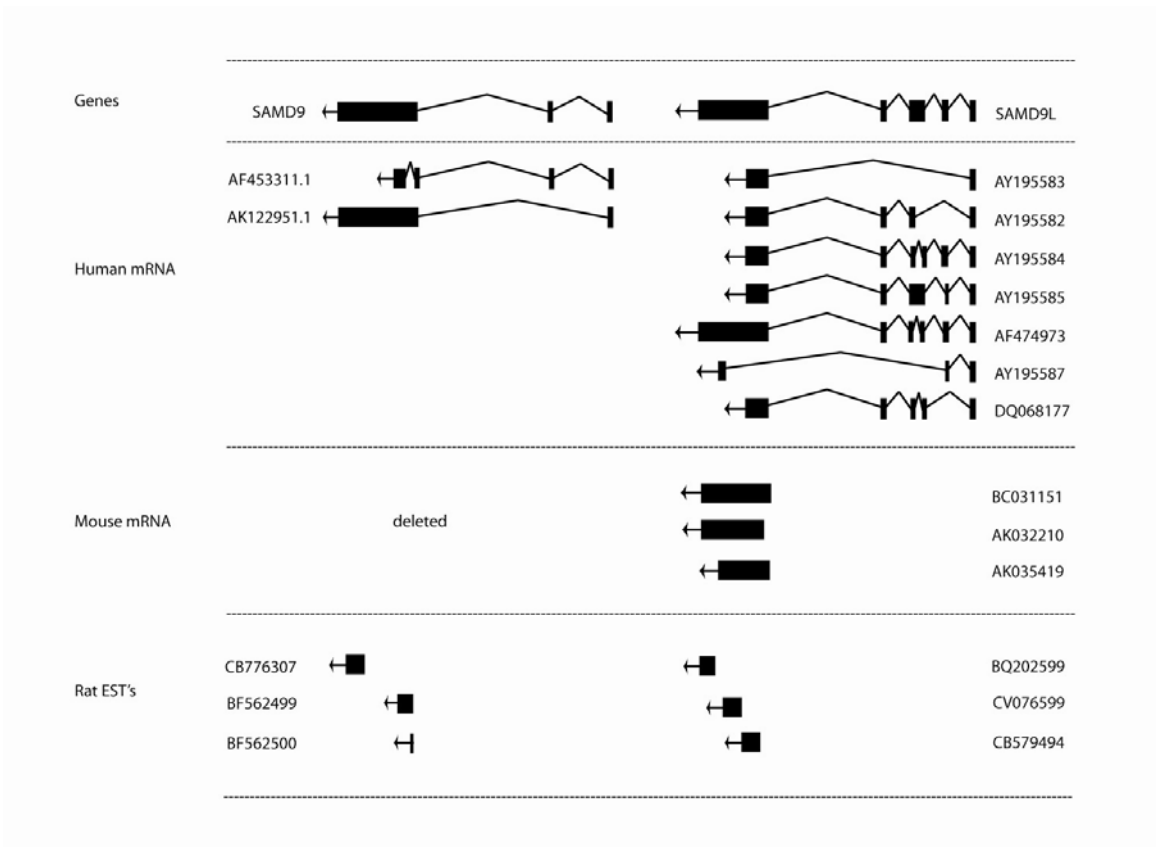 Genes
SAMD9
SAMD9L
Human mRNA
AF453311.1
AK122951.1
AY195583
AY195582
AY195584
AY195585
AF474973
AY195587
DQ068177
Mouse mRNA
deleted
BC031151
AK032210
AK035419
Rat EST's
CB776307
BF562499
BF562500
BQ202599
CV076599
CB579494